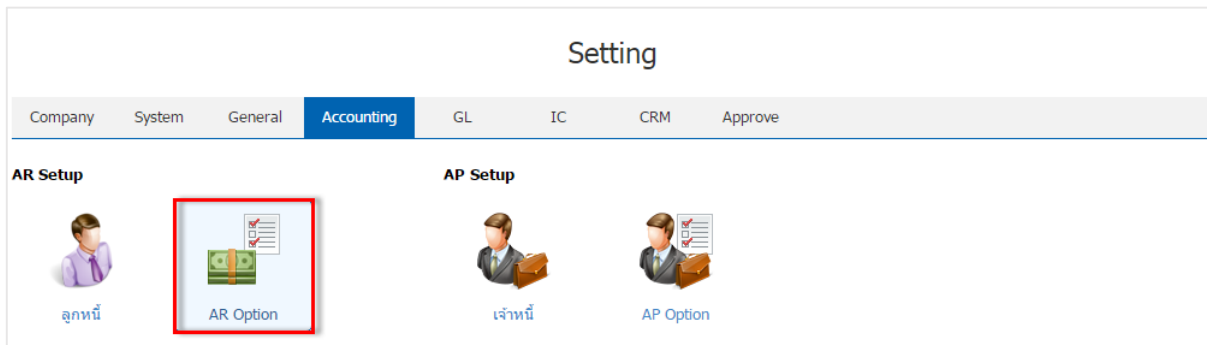 Setting
Company System General Accounting GL IC CRM Approve
AR Setup AP Setup
ลูกหนี้ AR Option เจ้าหนี้ AP Option